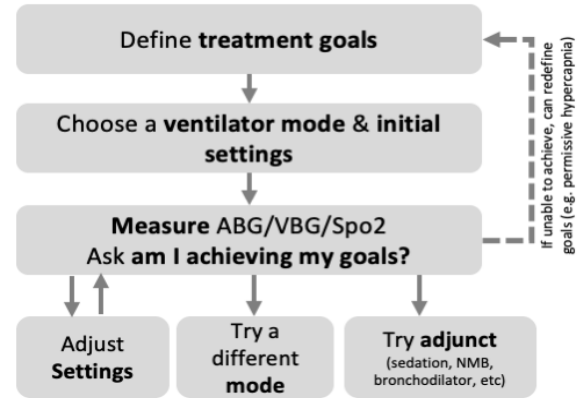 Define treatment goals
Choose a ventilator mode & initial
settings
Measure ABG/VBG/Spo2
Ask am I achieving my goals?
If unable to achieve, can redefine
goals (e.g. permissive hypercapnia)
Adjust
Settings
Try a
different
mode
Try adjunct
(sedation, NMB,
bronchodilator, etc)